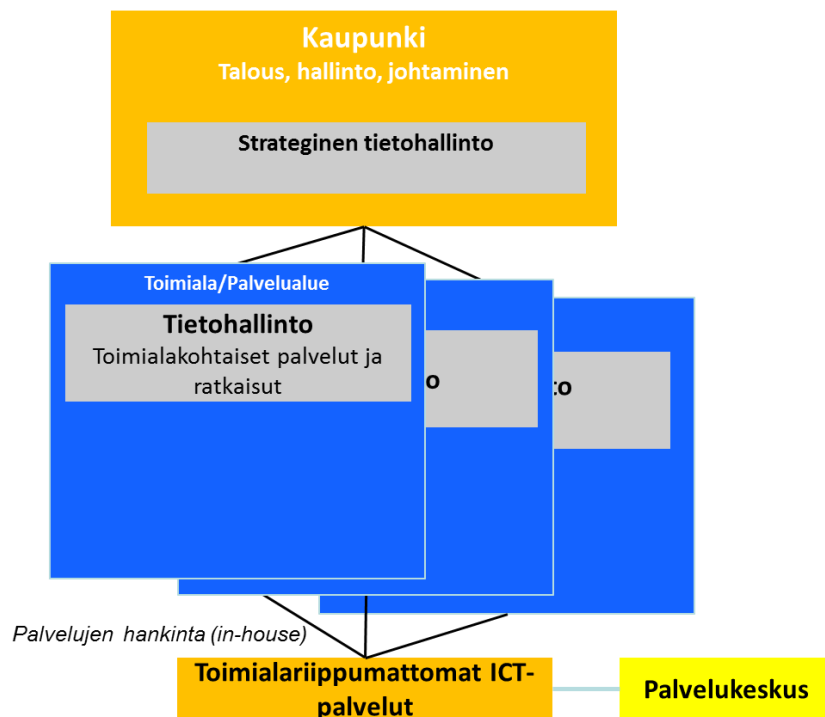 Kaupunki
Talous, hallinto, johtaminen
Strateginen tietohallinto
Toimiala/Palvelualue
Tietohallinto
Toimialakohtaiset palvelut ja
ratkaisut
Palvelujen hankinta (in-house)
Toimialariippumattomat ICT-
palvelut
Palvelukeskus